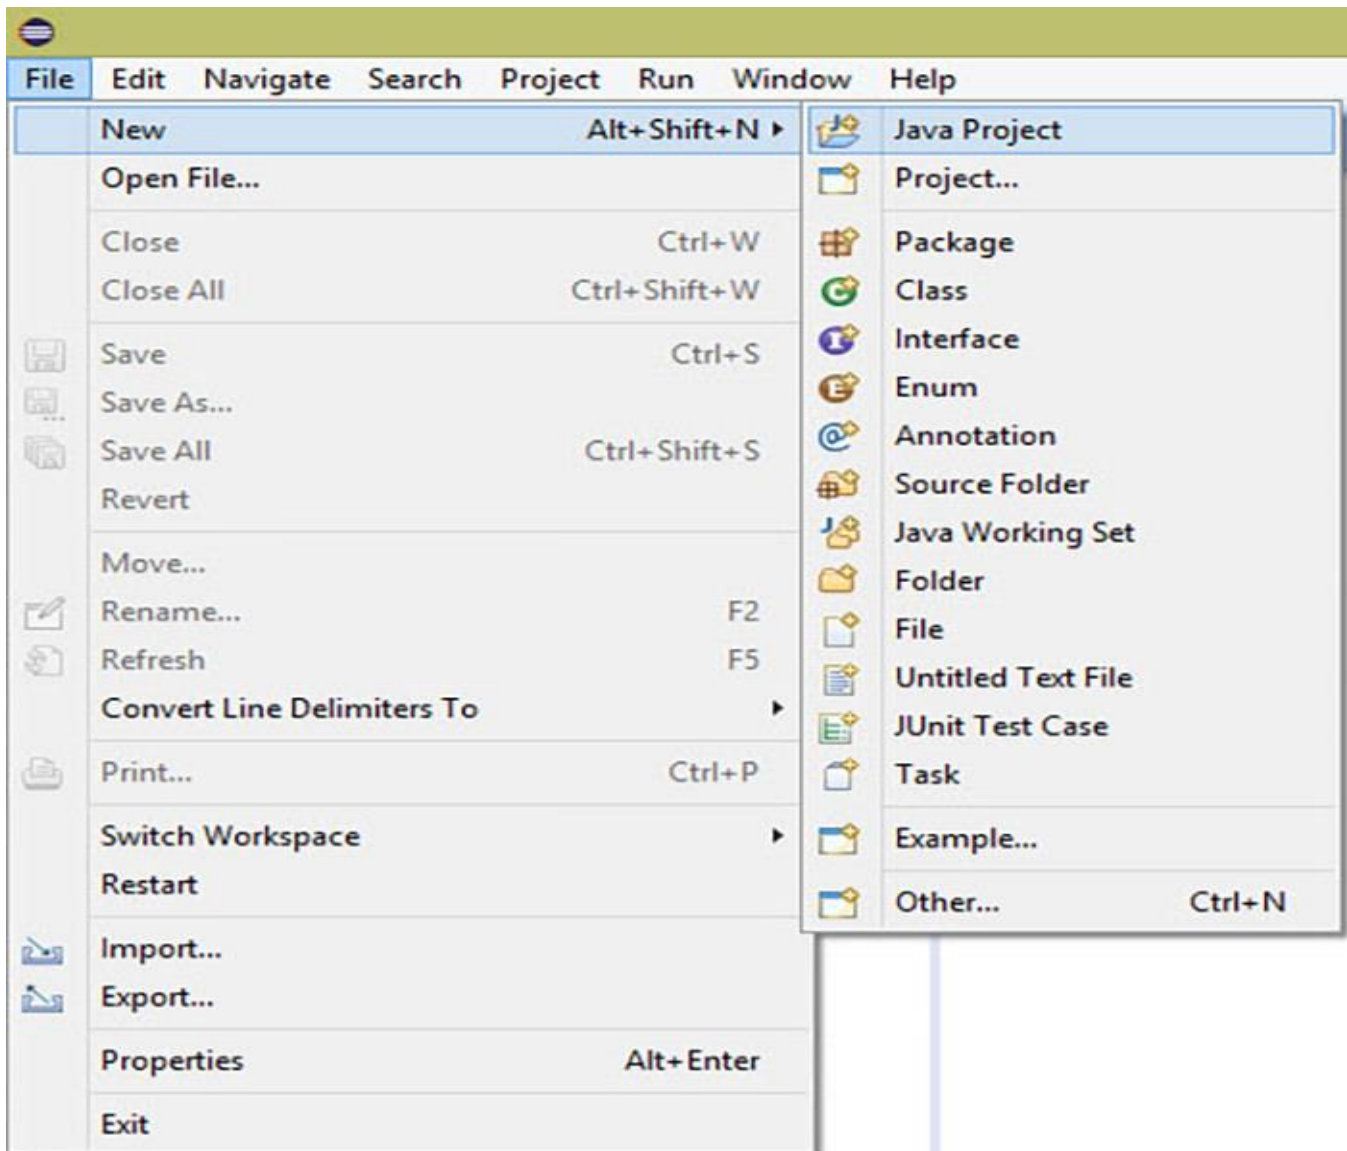 File Edit Navigate Search Project Run Window Help
New Alt+Shift+N
Open File...
Close Ctrl+W
Close All Ctrl+Shift+W
Save Ctrl+S
Save As...
Save All Ctrl+Shift+S
Revert
Move...
Rename... F2
Refresh F5
Convert Line Delimiters To
Print... Ctrl+P
Switch Workspace
Restart
Import...
Export...
Properties Alt+Enter
Exit
Java Project
Project...
Package
Class
Interface
Enum
Annotation
Source Folder
Java Working Set
Folder
File
Untitled Text File
JUnit Test Case
Task
Example...
Other... Ctrl+N